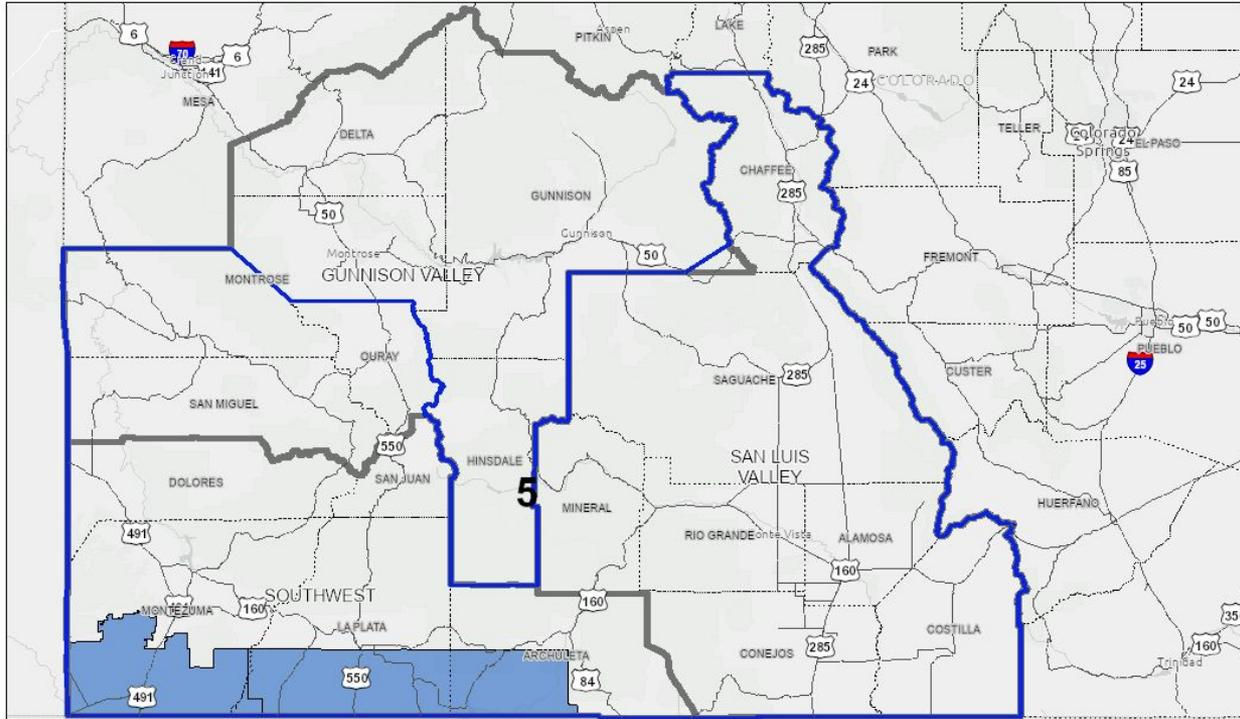 6
70
6
Grand
Junction
41
MESA
PITKIN
Aspen
LAKE
285
PARK
24
COLORADO
24
DELTA
TELLER
Colorado
Springs
24
EL PASO
85
CHAFFEE
285
GUNNISON
50
Gunnison
50
Montrose
GUNNISON VALLEY
MONTROSE
FREMONT
Pueblo
50
50
PUEBLO
25
OURAY
SAGUACHE
285
CUSTER
SAN MIGUEL
550
HINSDALE
SAN LUIS
VALLEY
DOLORES
SAN JUAN
5
MINERAL
HUERFANO
491
RIO GRANDE
onte Vista
ALAMOSA
160
SOUTHWEST
MONTEZUMA
160
160
LA PLATA
COSTILLA
35
ARCHULETA
CONEJOS
285
160
Trinidad
550
84
491